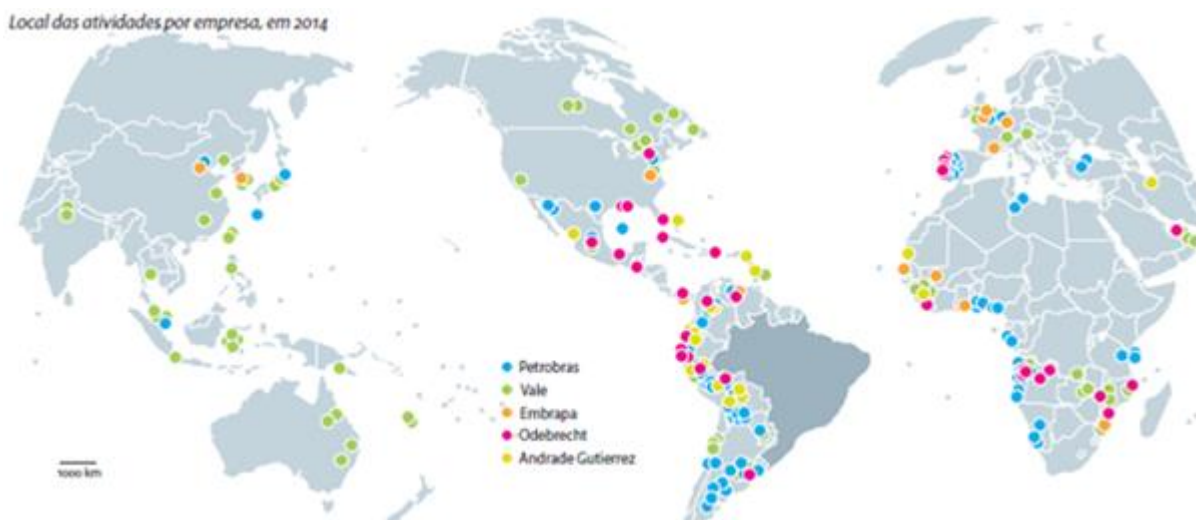 Local das atividades por empresa, em 2014
Petrobras
Vale
Embrapa
Odebrecht
Andrade Gutierrez
1000 km